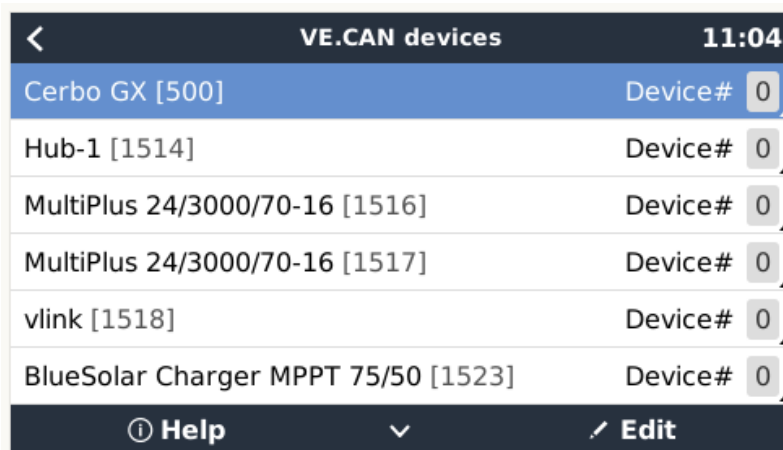 VE.CAN devices 11:04
Cerbo GX [500] Device# 0
Hub-1 [1514] Device# 0
MultiPlus 24/3000/70-16 [1516] Device# 0
MultiPlus 24/3000/70-16 [1517] Device# 0
vlink [1518] Device# 0
BlueSolar Charger MPPT 75/50 [1523] Device# 0
Help Edit